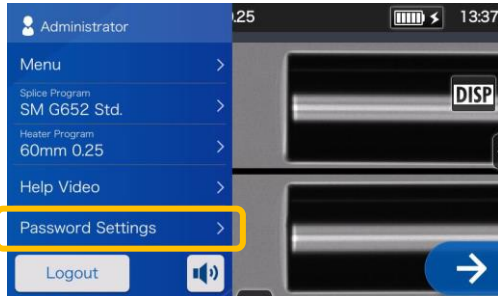 Administrator
.25
13:37
Menu
Splice Program
SM G652 Std.
DISP
Heater Program
60mm 0.25
Help Video
Password Settings
Logout